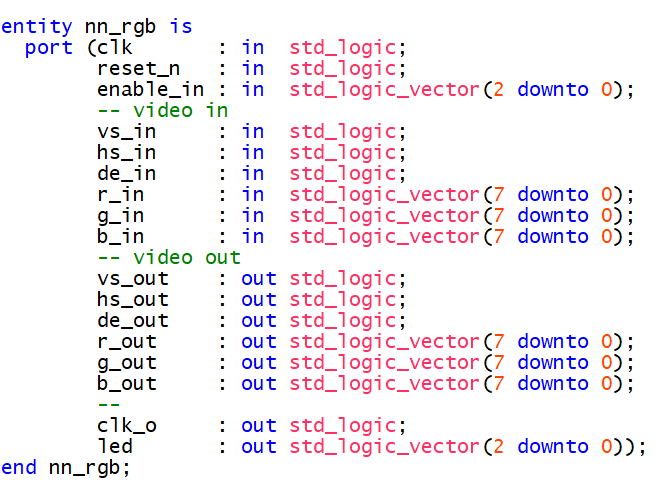 entity nn_rgb is
  port (clk       : in  std_logic;
        reset_n   : in  std_logic;
        enable_in : in  std_logic_vector(2 downto 0);
        -- video in
        vs_in     : in  std_logic;
        hs_in     : in  std_logic;
        de_in     : in  std_logic;
        r_in      : in  std_logic_vector(7 downto 0);
        g_in      : in  std_logic_vector(7 downto 0);
        b_in      : in  std_logic_vector(7 downto 0);
        -- video out
        vs_out    : out std_logic;
        hs_out    : out std_logic;
        de_out    : out std_logic;
        r_out     : out std_logic_vector(7 downto 0);
        g_out     : out std_logic_vector(7 downto 0);
        b_out     : out std_logic_vector(7 downto 0);
        --
        clk_o     : out std_logic;
        led       : out std_logic_vector(2 downto 0));
end nn_rgb;